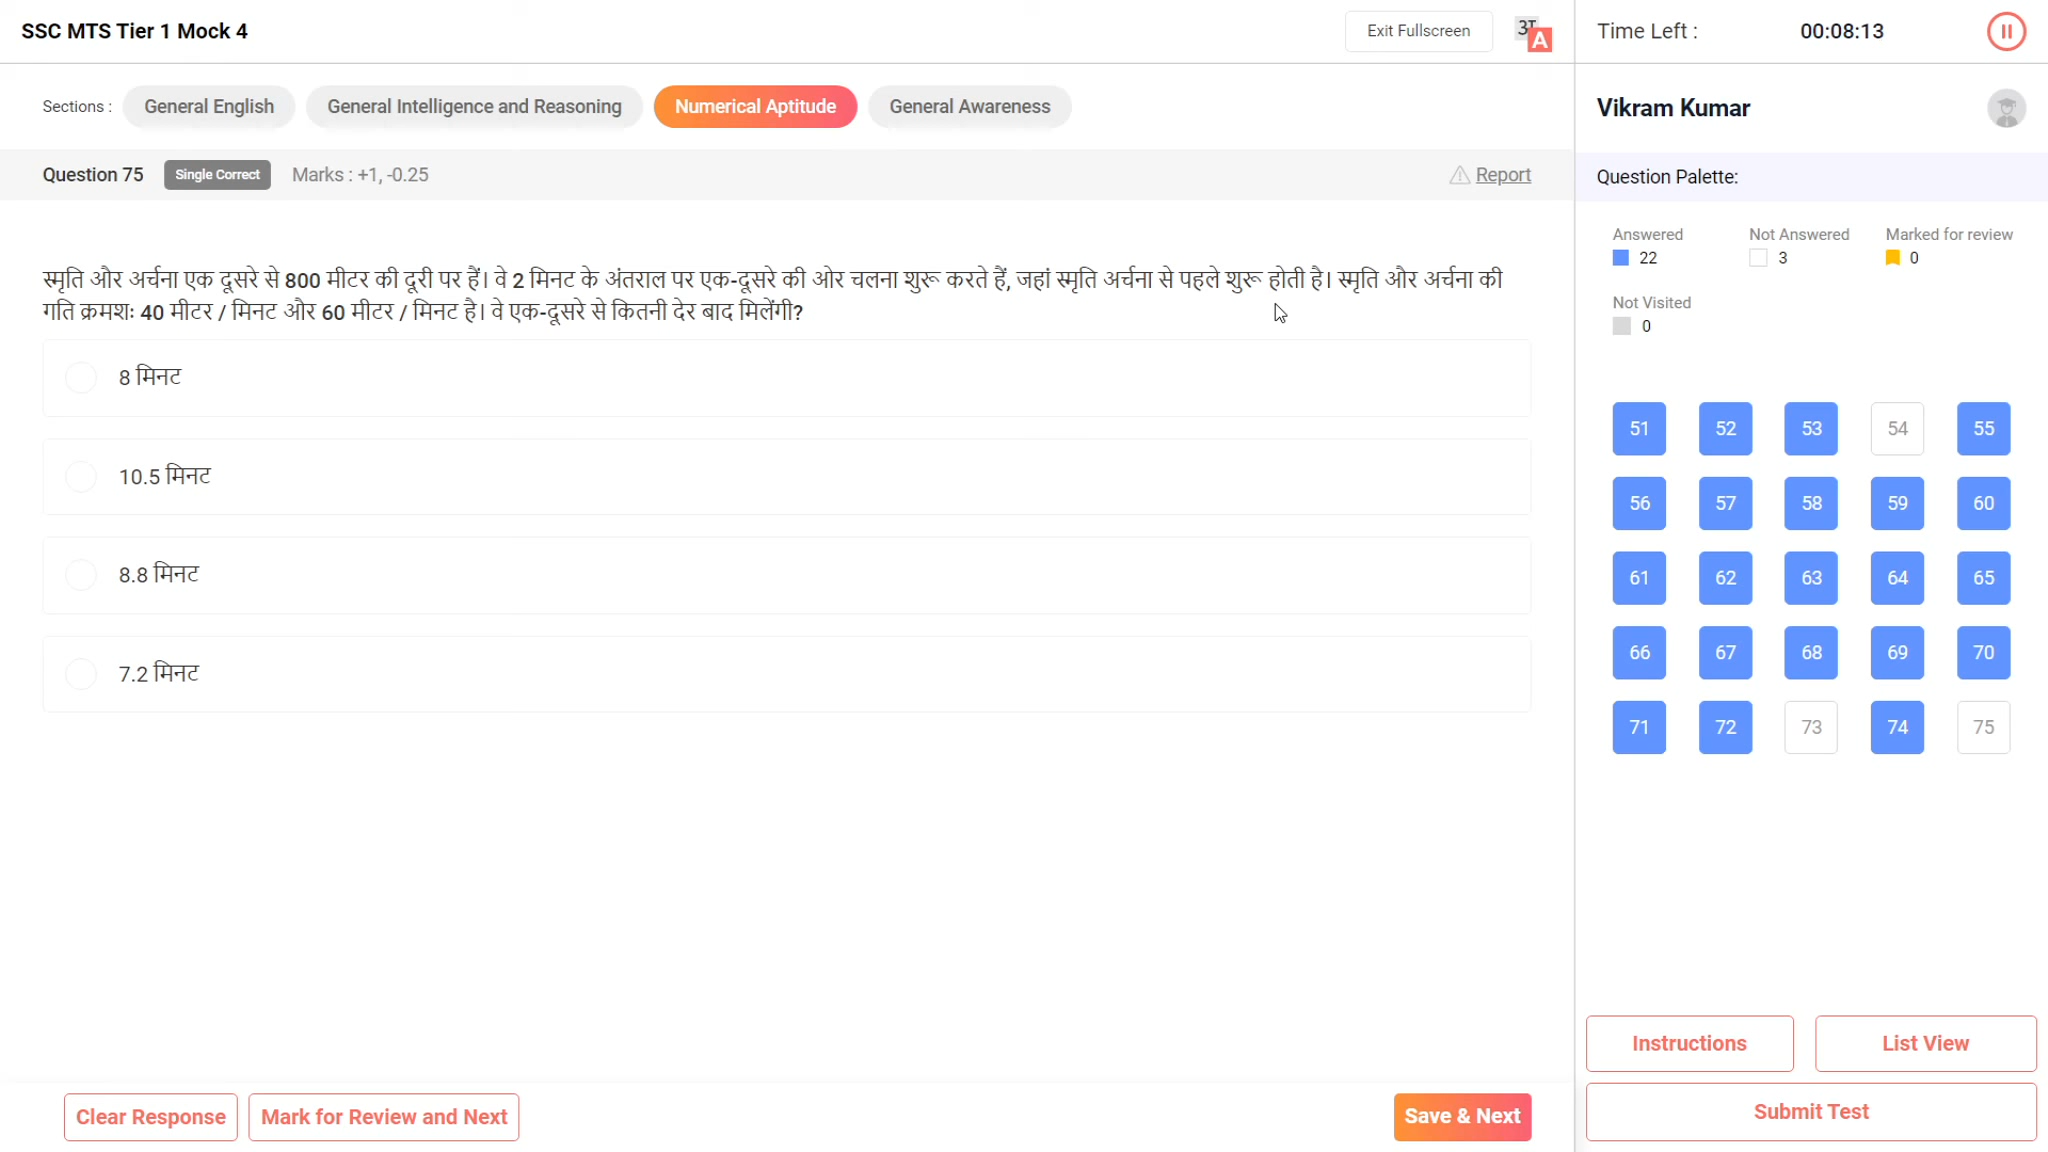 SSC MTS Tier 1 Mock 4
Exit Fullscreen
अ A
Time Left :
00:08:13
Sections :
General English
General Intelligence and Reasoning
Numerical Aptitude
General Awareness
Vikram Kumar
Question 75
Single Correct
Marks : +1, -0.25
Report
Question Palette:
Answered
22
Not Answered
3
Marked for review
0
Not Visited
0
स्मृति और अर्चना एक दूसरे से 800 मीटर की दूरी पर हैं। वे 2 मिनट के अंतराल पर एक-दूसरे की ओर चलना शुरू करते हैं, जहां स्मृति अर्चना से पहले शुरू होती है। स्मृति और अर्चना की
गति क्रमशः 40 मीटर / मिनट और 60 मीटर / मिनट है। वे एक-दूसरे से कितनी देर बाद मिलेंगी?
8 मिनट
10.5 मिनट
8.8 मिनट
7.2 मिनट
51 52 53 54 55
56 57 58 59 60
61 62 63 64 65
66 67 68 69 70
71 72 73 74 75
Instructions
List View
Clear Response
Mark for Review and Next
Save & Next
Submit Test